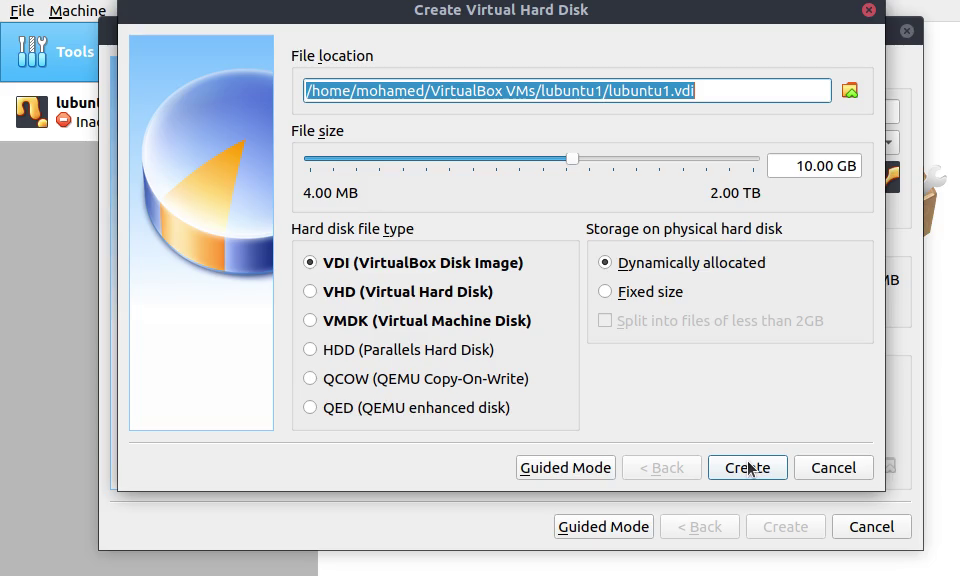 File Machine
Create Virtual Hard Disk
Tools
File location
/home/mohamed/VirtualBox VMs/lubuntu1/lubuntu1.vdi
File size
10.00 GB
4.00 MB 2.00 TB
Hard disk file type
VDI (VirtualBox Disk Image)
VHD (Virtual Hard Disk)
VMDK (Virtual Machine Disk)
HDD (Parallels Hard Disk)
QCOW (QEMU Copy-On-Write)
QED (QEMU enhanced disk)
Storage on physical hard disk
Dynamically allocated
Fixed size
Split into files of less than 2GB
Guided Mode < Back Create Cancel
Guided Mode < Back Create Cancel